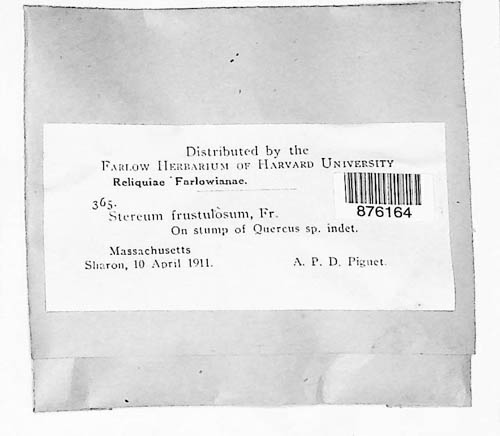 Distributed by the
FARLOW HERBARIUM OF HARVARD UNIVERSITY
Reliquiae Farlowianae.
876164
365.
Stereum frustulosum, Fr.
On stump of Quercus sp. indet.
Massachusetts
Sharon, 10 April 1911. A. P. D. Piguet.